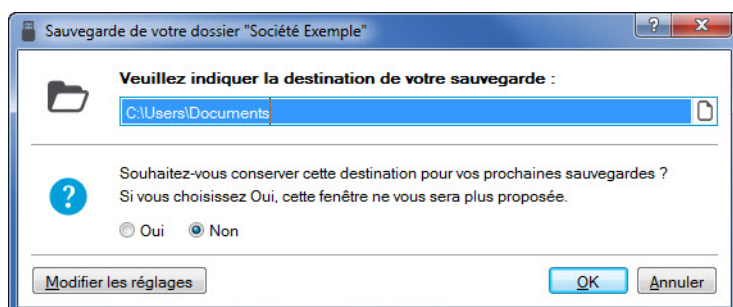 Sauvegarde de votre dossier "Société Exemple"
Veuillez indiquer la destination de votre sauvegarde :
C:\Users\Documents
Souhaitez-vous conserver cette destination pour vos prochaines sauvegardes ?
Si vous choisissez Oui, cette fenêtre ne vous sera plus proposée.
Oui Non
Modifier les réglages OK Annuler